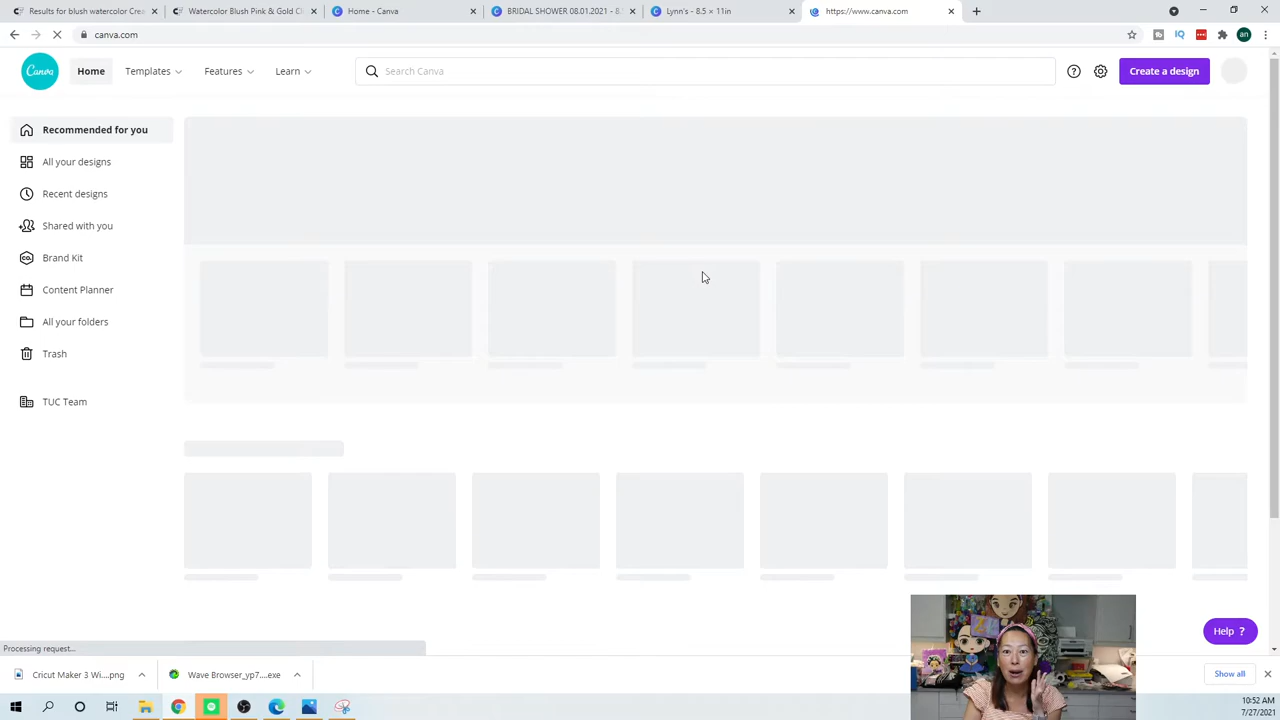 Results for blush watercolor Crea
Watercolor Blush Pink & Gold Cl
Home - Canva
BRIDAL SHOWER 08.01.2021 - 8.5
Lynn's - 8.5 × 11in
https://www.canva.com
canva.com
IQ
an
Canva
Home
Templates
Features
Learn
Search Canva
Create a design
Recommended for you
All your designs
Recent designs
Shared with you
Brand Kit
Content Planner
All your folders
Trash
TUC Team
Help ?
Processing request...
Cricut Maker 3 Wi....png
Wave Browser_yp7....exe
Show all
10:52 AM
7/27/2021